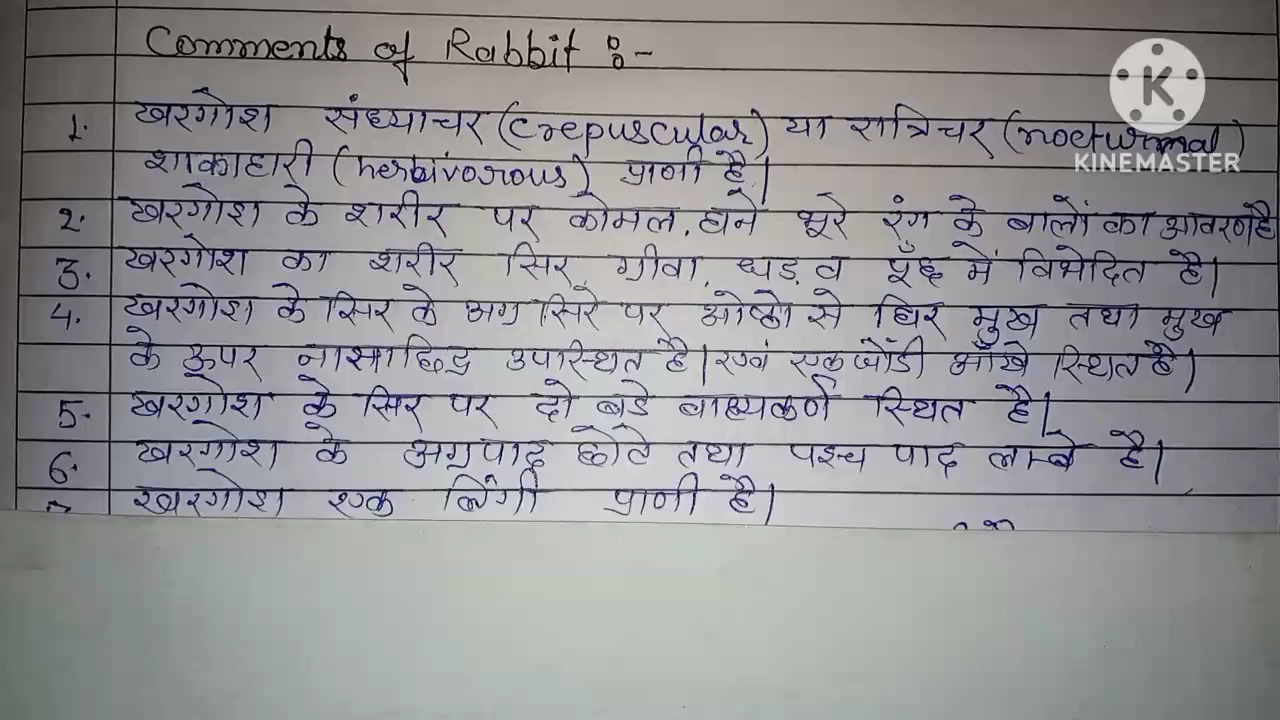 Comments of Rabbit :-
K
1. खरगोश संध्याचर (crepuscular) या रात्रिचर (nocturnal)
KINEMASTER
शाकाहारी (herbivorous) प्राणी है।
2. खरगोश के शरीर पर कोमल, घने भूरे रंग के बालों का आवरण है
3. खरगोश का शरीर सिर, ग्रीवा, धड़ व पूँछ में विभेदित है।
4. खरगोश के सिर के अग्र सिरे पर ओष्ठो से घिर मुख तथा मुख
के ऊपर नासाछिद्र उपस्थित है। एवं एक जोंडी आँखे स्थित है।
5. खरगोश के सिर पर दो बडे बाह्यकर्ण स्थित है।
6. खरगोश के अग्रपाद छोटे तथा पश्च पाद लम्बे है।
7 खरगोश एक लिंगी प्राणी है।